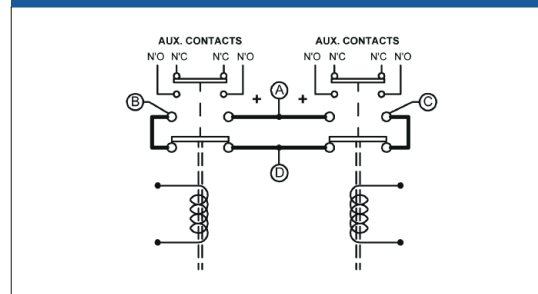 AUX. CONTACTS AUX. CONTACTS
N'O N'C N'C N'O N'O N'C N'C N'O
+ A +
B C
D